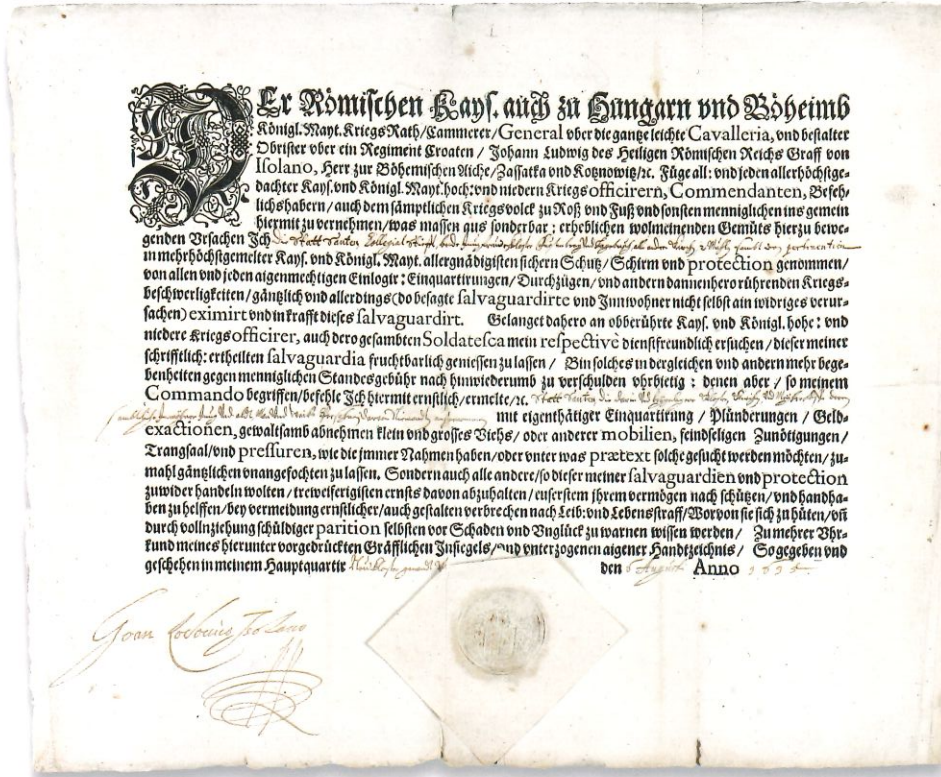 DEr Römischen Kays. auch zu Hungarn vnd Böheimb
Königl. Mayt. Kriegs Rath/Cammerer/General vber die gantze leichte Cavalleria, vnd bestalter
Obrister vber ein Regiment Croaten / Johann Ludwig des Heiligen Römischen Reichs Graff von
Isolano, Herr zur Böhemischen Aiche/Zassatka vnd Kotznowitz/ꝛc. Füge all: vnd jeden allerhöchstge-
dachter Kays. vnd Königl. Mayt. hoch: vnd niedern Kriegsofficirern, Commendanten, Befeh-
lichshabern / auch dem sämptlichen Kriegsvolck zu Roß vnd Fuß vnd sonsten menniglichen ins gemein
hiermit zu vernehmen/was massen aus sonderbar: erheblichen wolmeinenden Gemüts hierzu bewe-
genden Vrsachen Ich die Statt
in mehrhöchstgemelter Kays. vnd Königl. Mayt. allergnädigisten sichern Schutz/Schirm vnd protection genommen/
von allen vnd jeden aigenmechtigen Einlogir: Einquartirungen/Durchzügen/vnd andern dannenhero rührenden Kriegs-
beschwerligkeiten/gäntzlich vnd allerdings (do besagte salvaguardirte vnd Innwohner nicht selbst ain widriges verur-
sachen) eximirt vnd in krafft dieses salvaguardirt. Gelanget dahero an obberührte Kays. vnd Königl. hohe: vnd
niedere Kriegsofficirer, auch dero gesambten Soldatesca mein respective dienstfreundlich ersuchen / dieser meiner
schrifftlich: ertheilten salvaguardia fruchtbarlich geniessen zu lassen / Bin solches in dergleichen vnd andern mehr bege-
benheiten gegen menniglichen Standesgebühr nach hinwiederumb zu verschulden vhrbietig: denen aber / so meinem
Commando begriffen/befehle Ich hiermit ernstlich/ermelte/ꝛc. Statt
mit eigenthätiger Einquartirung / Plünderungen / Geld-
exactionen, gewaltsamb abnehmen klein vnd grosses Viehs/ oder anderer mobilien, feindseligen Zunötigungen/
Trangsaal/vnd pressuren, wie die jmmer Nahmen haben/oder vnter was prætext solche gesucht werden möchten/zu-
mahl gäntzlichen vnangefochten zu lassen. Sondern auch alle andere/so dieser meiner salvaguardien vnd protection
zuwider handeln wolten/treweiferigisten ernsts davon abzuhalten/euserstem jhrem vermögen nach schützen/vnd handha-
ben zu helffen/bey vermeidung ernstlicher/auch gestalten verbrechen nach Leib: vnd Lebensstraff/Worvon sie sich zu hüten/vn̄
durch vollnziehung schüldiger parition selbsten vor Schaden vnd Vnglück zu warnen wissen werden / Zu mehrer Vhr-
kund meines hierunter vorgedrückten Gräfflichen Insiegels/vnd vnterzogenen aigener Handtzeichnis/ So gegeben vnd
geschehen in meinem Hauptquartir den August Anno
Goan Lodouig Isolano